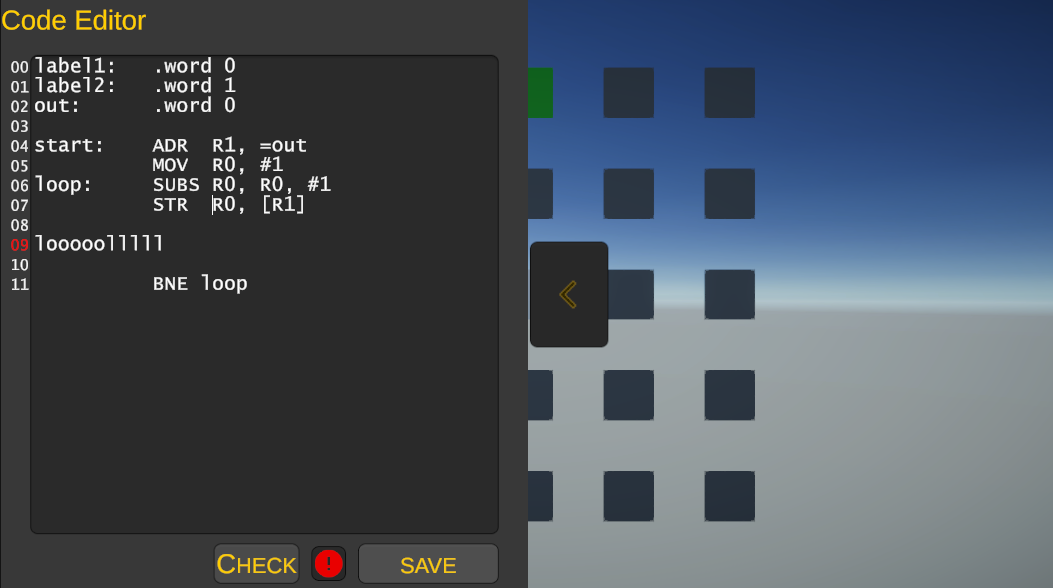 Code Editor
00 label1: .word 0
01 label2: .word 1
02 out: .word 0
03
04 start: ADR R1, =out
05 MOV R0, #1
06 loop: SUBS R0, R0, #1
07 STR R0, [R1]
08
09 looooolllll
10
11 BNE loop
CHECK ! SAVE